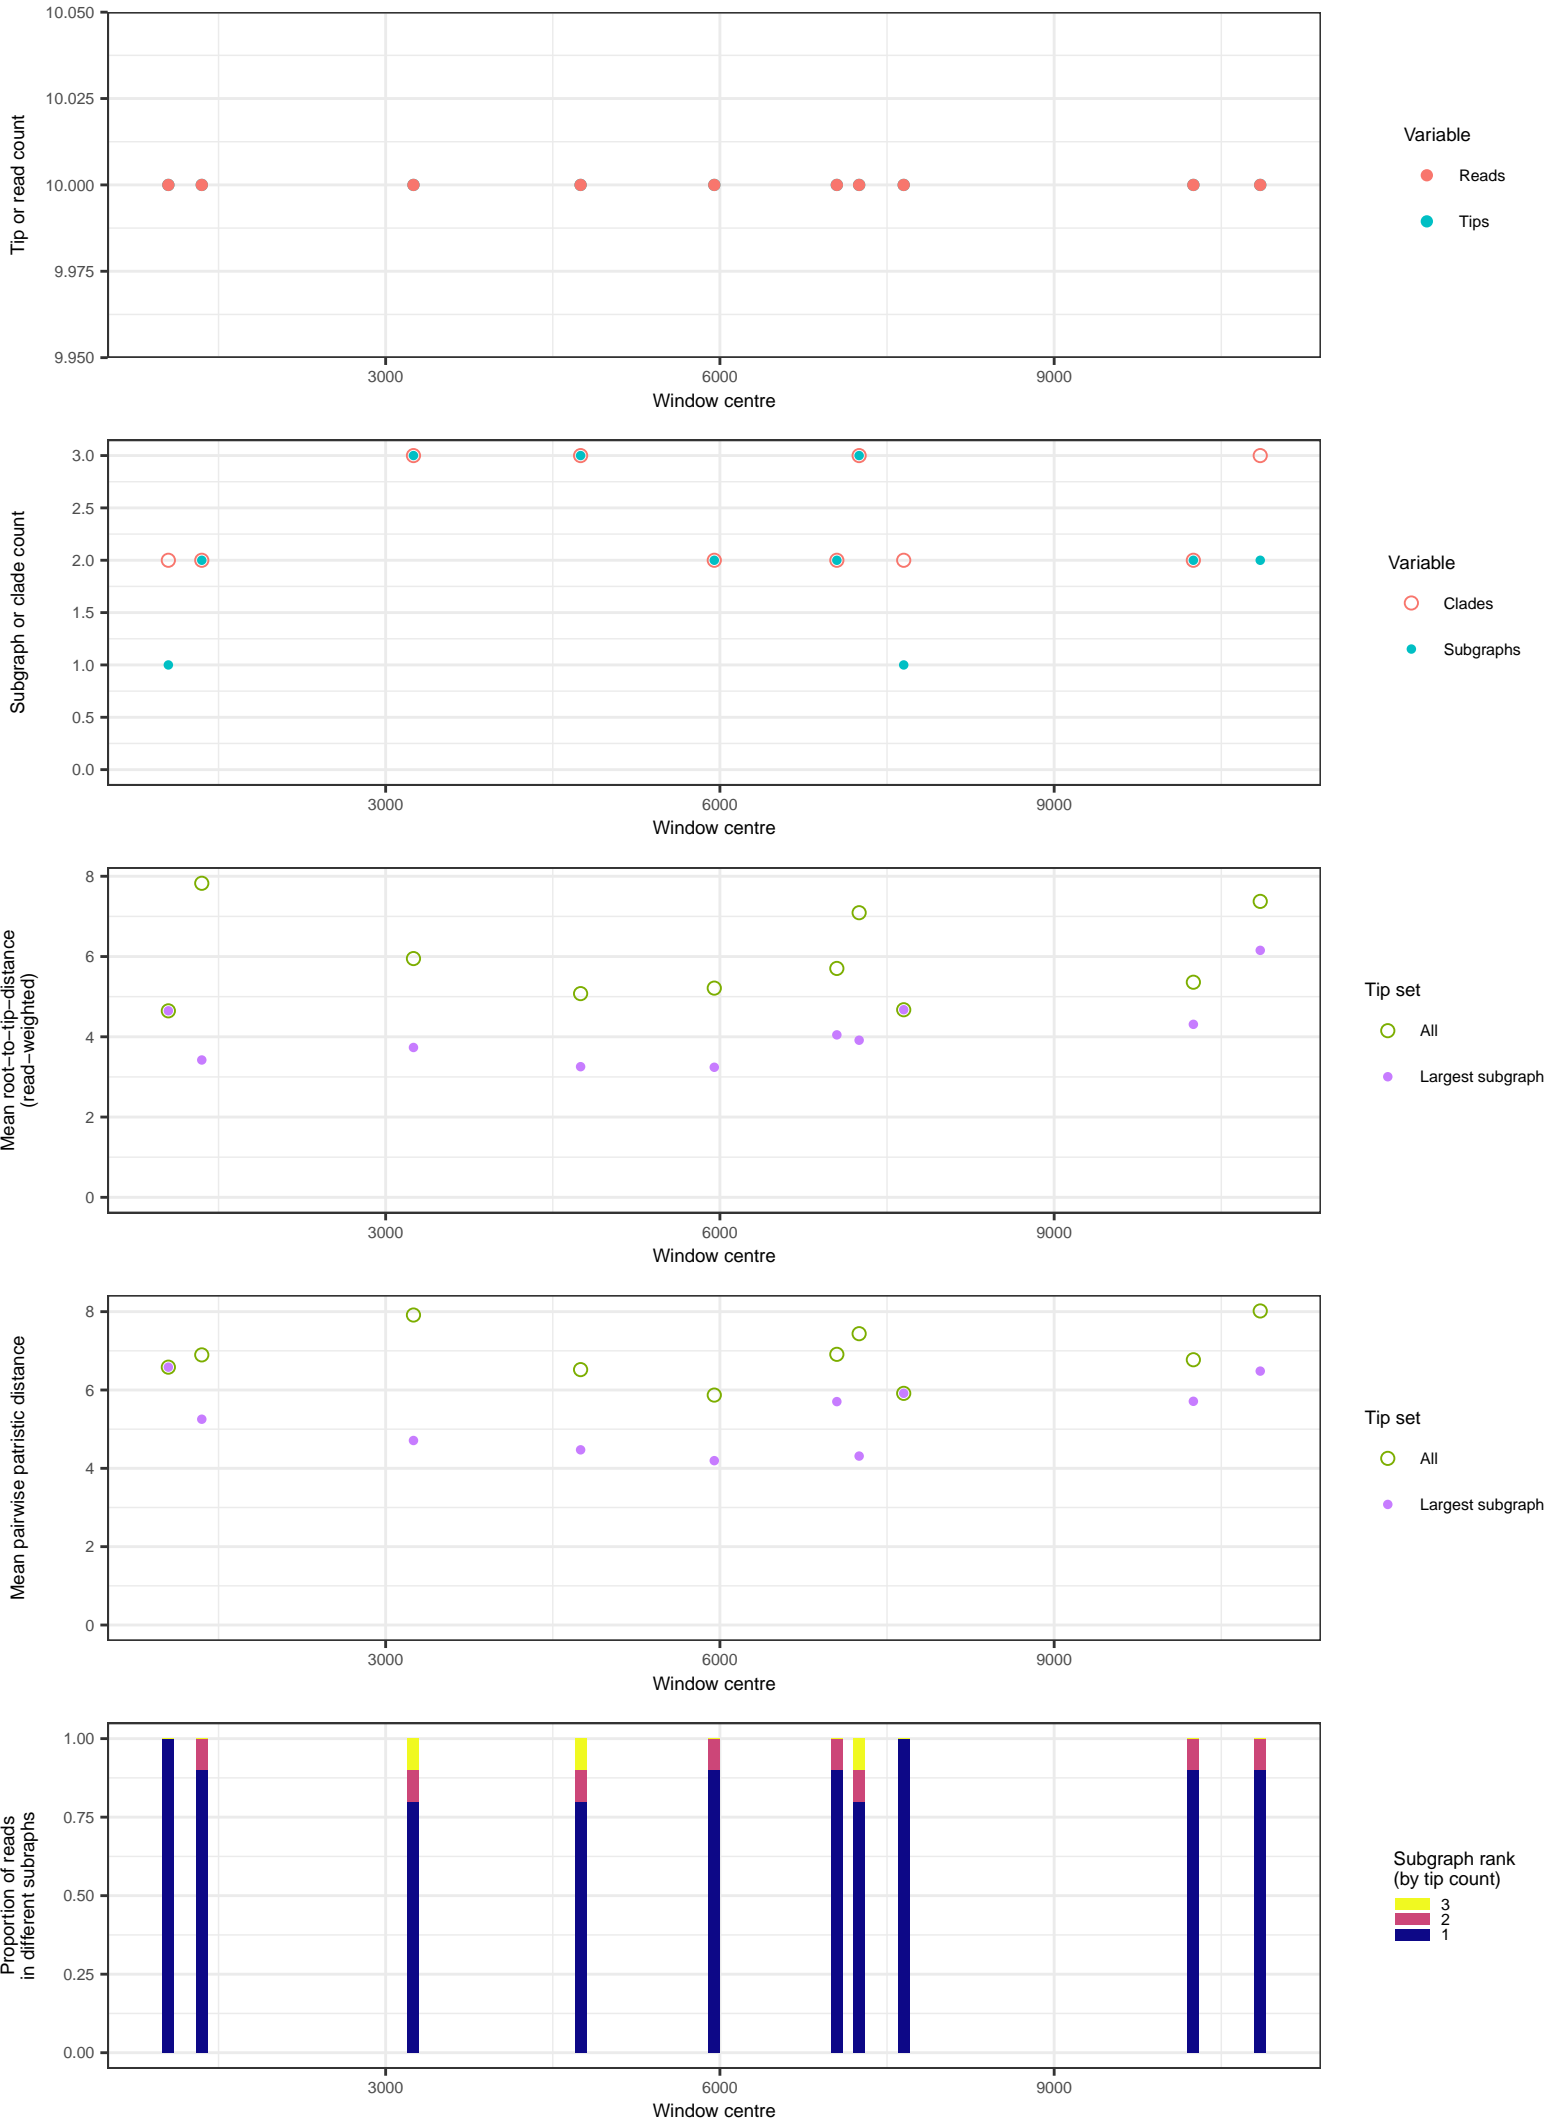 10.050
10.025
10.000
9.975
9.950
Tip or read count
3000
6000
9000
Window centre
Variable
Reads
Tips
3.0
2.5
2.0
1.5
1.0
0.5
0.0
Subgraph or clade count
3000
6000
9000
Window centre
Variable
Clades
Subgraphs
8
6
4
2
0
Mean root−to−tip−distance
(read−weighted)
3000
6000
9000
Window centre
Tip set
All
Largest subgraph
8
6
4
2
0
Mean pairwise patristic distance
3000
6000
9000
Window centre
Tip set
All
Largest subgraph
1.00
0.75
0.50
0.25
0.00
Proportion of reads
in different subraphs
3000
6000
9000
Window centre
Subgraph rank
(by tip count)
3
2
1